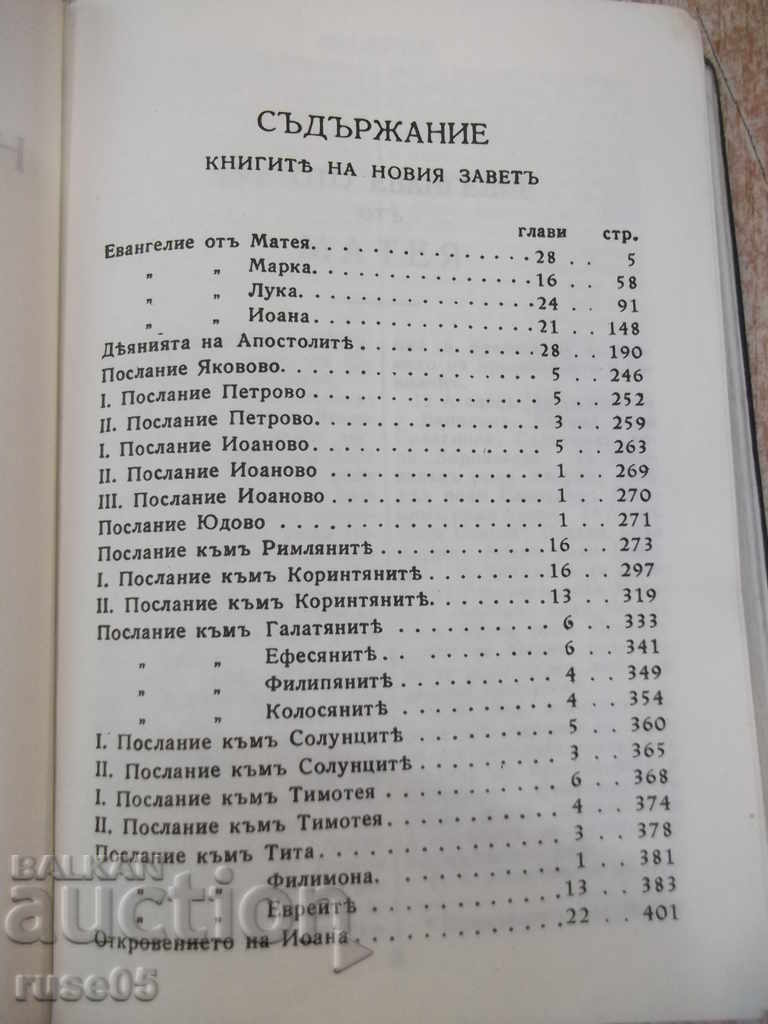 СЪДЪРЖАНИЕ
КНИГИТѢ НА НОВИЯ ЗАВЕТЪ
глави стр.
Евангелие отъ Матея. . . . . . . . . . . . . . . 28 . . 5
„ „ Марка. . . . . . . . . . . . . . . 16 . . 58
„ „ Лука. . . . . . . . . . . . . . . . 24 . . 91
„ „ Иоана . . . . . . . . . . . . . . . 21 . . 148
Дѣянията на Апостолитѣ . . . . . . . . . . . . 28 . . 190
Послание Яковово. . . . . . . . . . . . . . . . 5 . . 246
I. Послание Петрово . . . . . . . . . . . . . . 5 . . 252
II. Послание Петрово. . . . . . . . . . . . . . 3 . . 259
I. Послание Иоаново . . . . . . . . . . . . . . 5 . . 263
II. Послание Иоаново . . . . . . . . . . . . . 1 . . 269
III. Послание Иоаново . . . . . . . . . . . . . 1 . . 270
Послание Юдово . . . . . . . . . . . . . . . . 1 . . 271
Послание къмъ Римлянитѣ . . . . . . . . . . . 16 . . 273
I. Послание къмъ Коринтянитѣ . . . . . . . . 16 . . 297
II. Послание къмъ Коринтянитѣ. . . . . . . . 13 . . 319
Послание къмъ Галатянитѣ . . . . . . . . . . 6 . . 333
„ „ Ефесянитѣ . . . . . . . . . . . 6 . . 341
„ „ Филипянитѣ . . . . . . . . . . 4 . . 349
„ „ Колосянитѣ . . . . . . . . . . 4 . . 354
I. Послание къмъ Солунцитѣ . . . . . . . . . 5 . . 360
II. Послание къмъ Солунцитѣ . . . . . . . . . 3 . . 365
I. Послание къмъ Тимотея . . . . . . . . . . . 6 . . 368
II. Послание къмъ Тимотея . . . . . . . . . . 4 . . 374
Послание къмъ Тита . . . . . . . . . . . . . . 3 . . 378
„ „ Филимона. . . . . . . . . . . . 1 . . 381
„ „ Евреитѣ . . . . . . . . . . . . 13 . . 383
Откровението на Иоана . . . . . . . . . . . . 22 . . 401
BALKAN
auction
ruse05